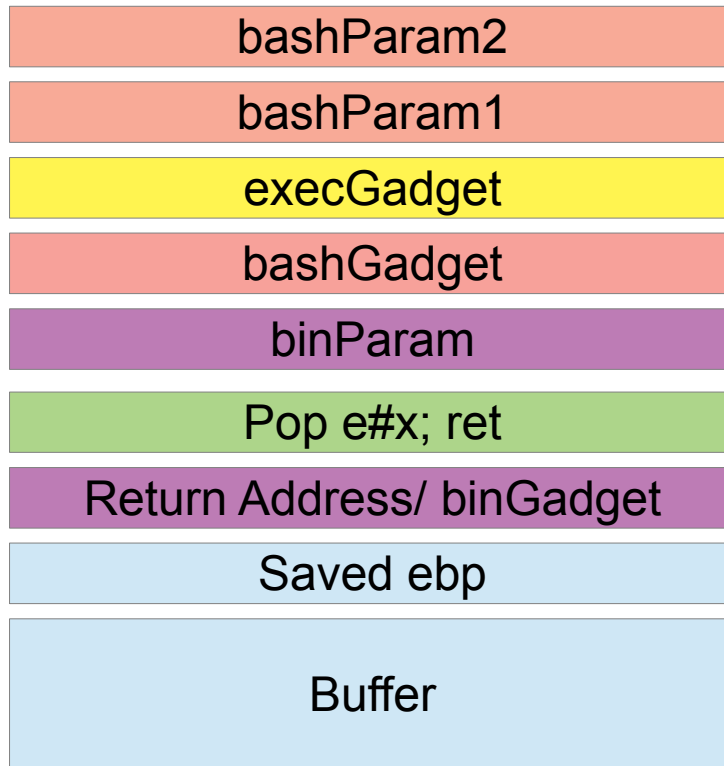 bashParam2
bashParam1
execGadget
bashGadget
binParam
Pop e#x; ret
Return Address/ binGadget
Saved ebp
Buffer